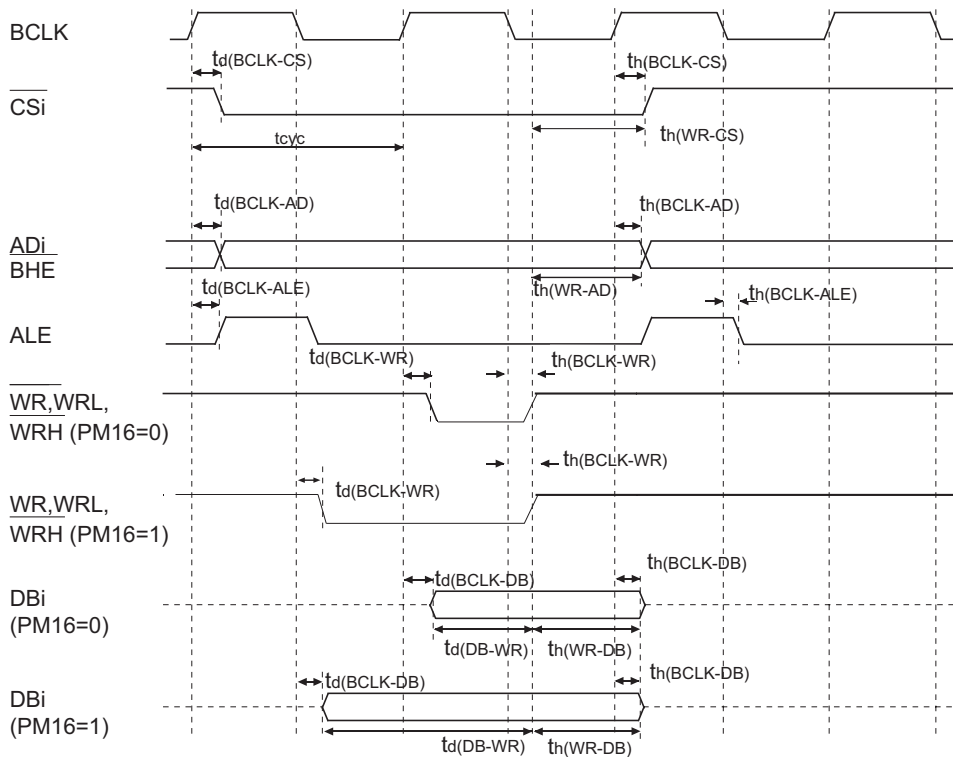 BCLK
td(BCLK-CS)
th(BCLK-CS)
CSi
tcyc
th(WR-CS)
td(BCLK-AD)
th(BCLK-AD)
ADi
BHE
td(BCLK-ALE)
th(WR-AD)
th(BCLK-ALE)
ALE
td(BCLK-WR)
th(BCLK-WR)
WR,WRL,
WRH (PM16=0)
th(BCLK-WR)
td(BCLK-WR)
WR,WRL,
WRH (PM16=1)
td(BCLK-DB)
th(BCLK-DB)
DBi
(PM16=0)
td(DB-WR)
th(WR-DB)
td(BCLK-DB)
th(BCLK-DB)
DBi
(PM16=1)
td(DB-WR)
th(WR-DB)